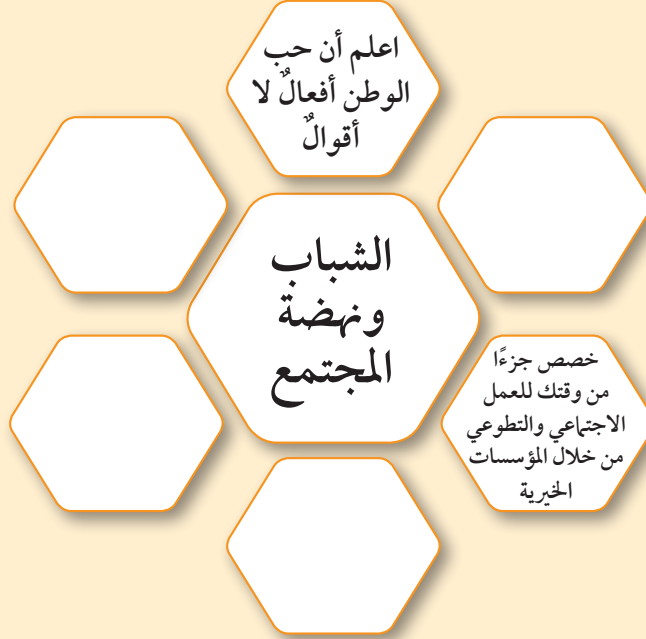 اعلم أن حب
الوطن أفعالٌ لا
أقوالٌ
الشباب
ونهضة
المجتمع
خصص جزءًا
من وقتك للعمل
الاجتماعي والتطوعي
من خلال المؤسسات
الخيرية